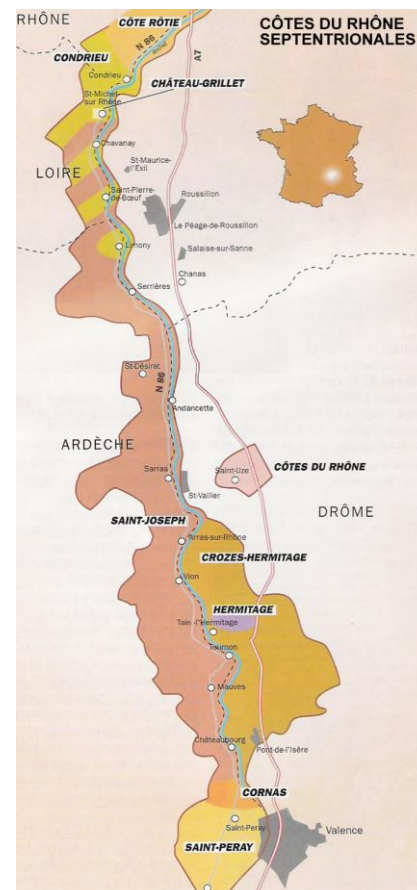 RHÔNE
CÔTE RÔTIE
CÔTES DU RHÔNE
SEPTENTRIONALES
N 86
RHÔNE
A7
CONDRIEU
Condrieu
CHÂTEAU-GRILLET
St-Michel-
sur Rhône
Chavanay
St-Maurice-
l'Exil
LOIRE
Saint-Pierre-
de-Bœuf
Roussillon
Le Péage-de-Roussillon
Limony
Salaise-sur-Sanne
Chanas
Serrières
St-Désirat
N 86
Andancette
ARDÈCHE
Sarras
Saint-Uze
CÔTES DU RHÔNE
St-Vallier
DRÔME
SAINT-JOSEPH
Arras-sur-Rhône
CROZES-HERMITAGE
Vion
HERMITAGE
Tain-l'Hermitage
Tournon
Mauves
Châteaubourg
Pont-de-l'Isère
CORNAS
Saint-Peray
Valence
SAINT-PERAY